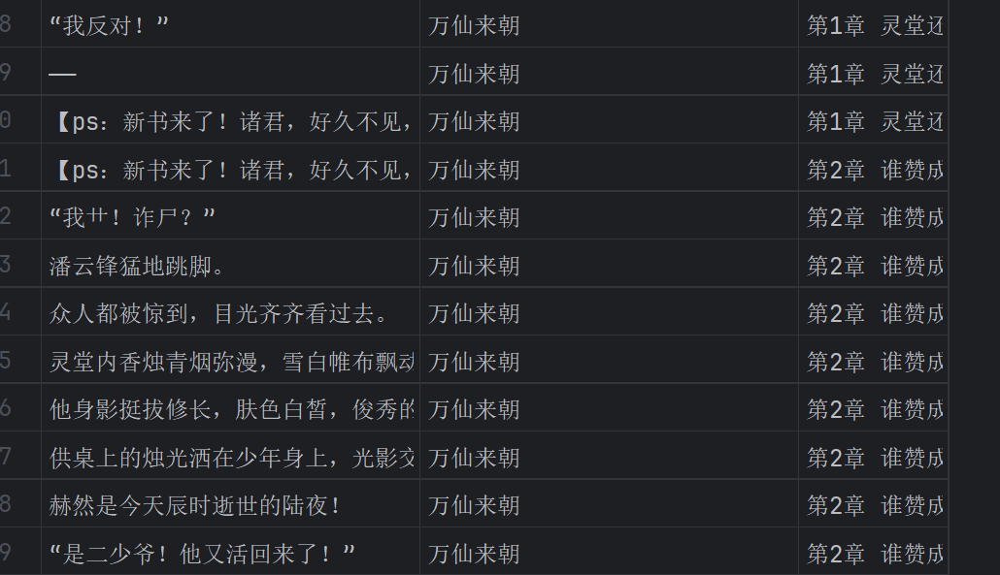 8 “我反对！” 万仙来朝 第1章 灵堂还
9 —— 万仙来朝 第1章 灵堂还
0 【ps：新书来了！诸君，好久不见， 万仙来朝 第1章 灵堂还
1 【ps：新书来了！诸君，好久不见， 万仙来朝 第2章 谁赞成
2 “我艹！诈尸？” 万仙来朝 第2章 谁赞成
3 潘云锋猛地跳脚。 万仙来朝 第2章 谁赞成
4 众人都被惊到，目光齐齐看过去。 万仙来朝 第2章 谁赞成
5 灵堂内香烛青烟弥漫，雪白帷布飘动 万仙来朝 第2章 谁赞成
6 他身影挺拔修长，肤色白皙，俊秀的 万仙来朝 第2章 谁赞成
7 供桌上的烛光洒在少年身上，光影交 万仙来朝 第2章 谁赞成
8 赫然是今天辰时逝世的陆夜！ 万仙来朝 第2章 谁赞成
9 “是二少爷！他又活回来了！” 万仙来朝 第2章 谁赞成